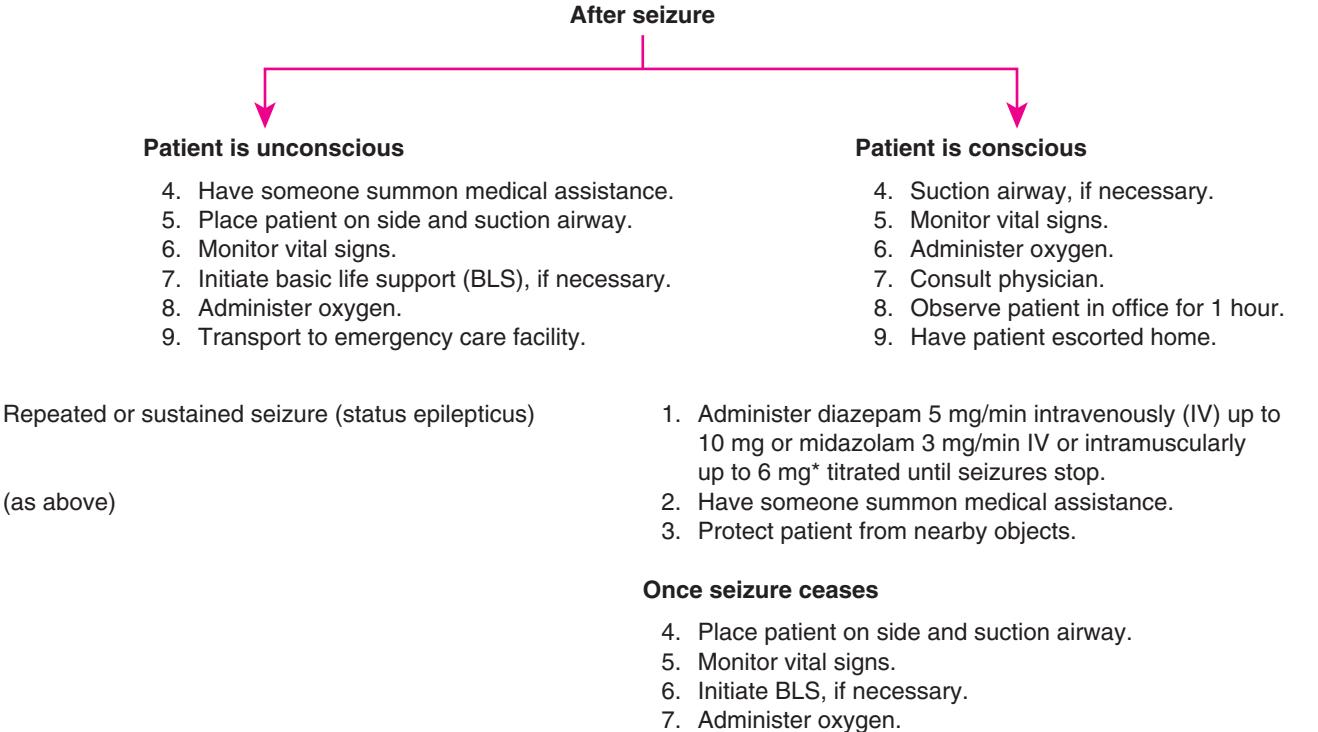 After seizure
Patient is unconscious
4. Have someone summon medical assistance.
5. Place patient on side and suction airway.
6. Monitor vital signs.
7. Initiate basic life support (BLS), if necessary.
8. Administer oxygen.
9. Transport to emergency care facility.
Patient is conscious
4. Suction airway, if necessary.
5. Monitor vital signs.
6. Administer oxygen.
7. Consult physician.
8. Observe patient in office for 1 hour.
9. Have patient escorted home.
Repeated or sustained seizure (status epilepticus)
(as above)
1. Administer diazepam 5 mg/min intravenously (IV) up to
10 mg or midazolam 3 mg/min IV or intramuscularly
up to 6 mg* titrated until seizures stop.
2. Have someone summon medical assistance.
3. Protect patient from nearby objects.
Once seizure ceases
4. Place patient on side and suction airway.
5. Monitor vital signs.
6. Initiate BLS, if necessary.
7. Administer oxygen.